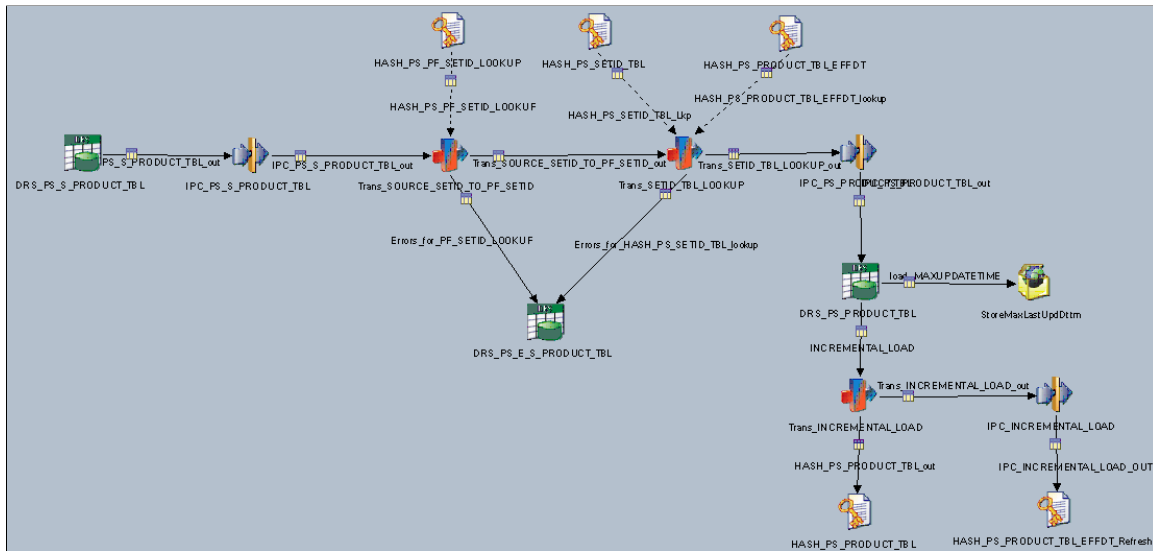 HASH_PS_PF_SETID_LOOKUP
HASH_PS_SETID_TBL
HASH_PS_PRODUCT_TBL_EFFDT
HASH_PS_PF_SETID_LOOKUF
HASH_PS_SETID_TBL_Lkp
HASH_PS_PRODUCT_TBL_EFFDT_lookup
PS_S_PRODUCT_TBL_out
IPC_PS_S_PRODUCT_TBL_out
Trans_SOURCE_SETID_TO_PF_SETID_out
Trans_SETID_TBL_LOOKUP_out
DRS_PS_S_PRODUCT_TBL
IPC_PS_S_PRODUCT_TBL
Trans_SOURCE_SETID_TO_PF_SETID
Trans_SETID_TBL_LOOKUP
Errors_for_PF_SETID_LOOKUF
Errors_for_HASH_PS_SETID_TBL_lookup
load_MAXUPDATETIME
DRS_PS_PRODUCT_TBL
StoreMaxLastUpdDttm
DRS_PS_E_S_PRODUCT_TBL
INCREMENTAL_LOAD
Trans_INCREMENTAL_LOAD_out
Trans_INCREMENTAL_LOAD
IPC_INCREMENTAL_LOAD
HASH_PS_PRODUCT_TBL_out
IPC_INCREMENTAL_LOAD_OUT
HASH_PS_PRODUCT_TBL
HASH_PS_PRODUCT_TBL_EFFDT_Refresh